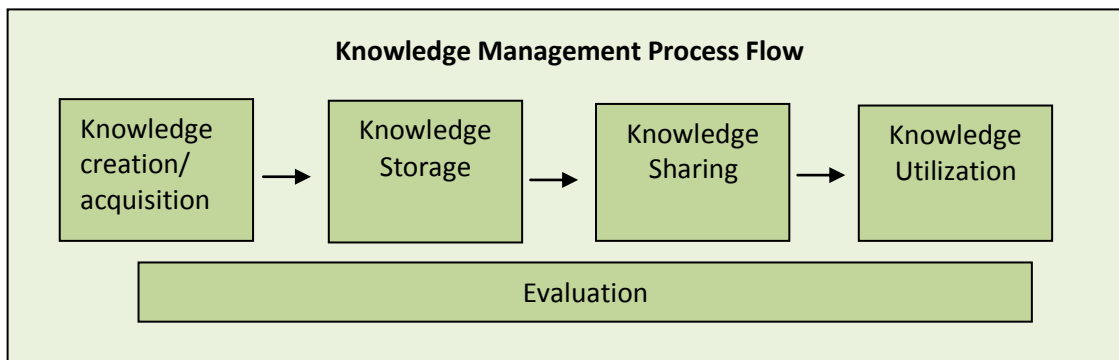 Knowledge Management Process Flow
Knowledge
creation/
acquisition
Knowledge
Storage
Knowledge
Sharing
Knowledge
Utilization
Evaluation